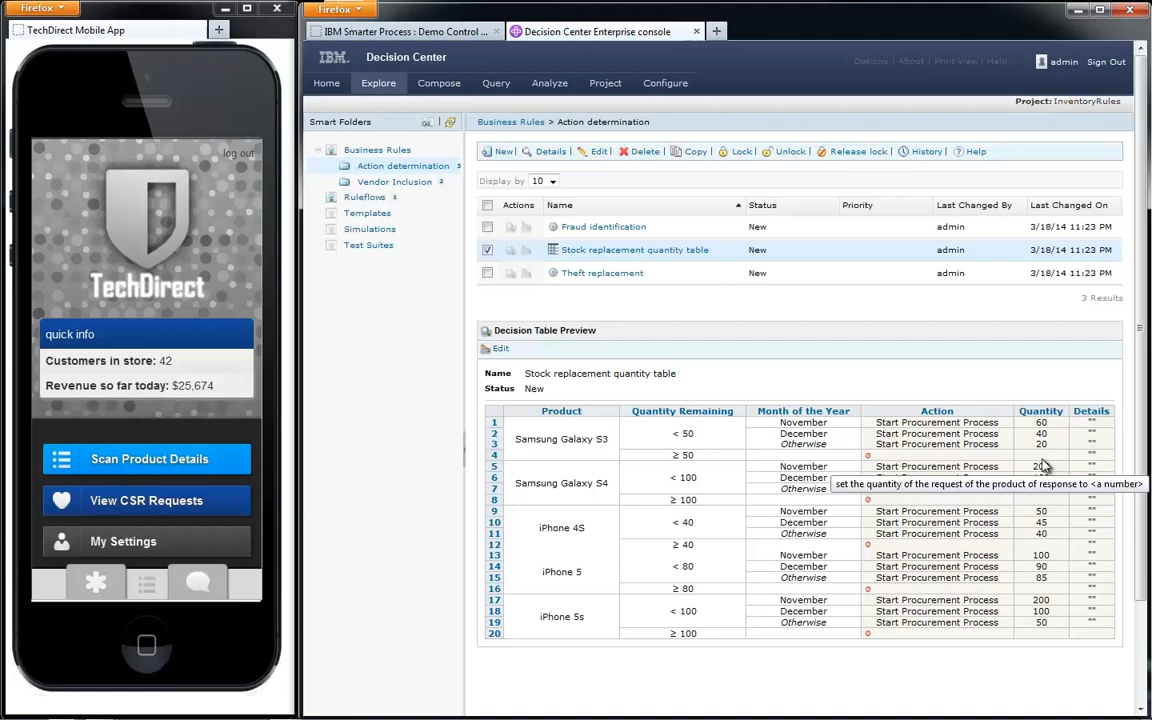 Firefox
TechDirect Mobile App
log out
TechDirect
quick info
Customers in store: 42
Revenue so far today: $25,674
Scan Product Details
View CSR Requests
My Settings
Firefox
IBM Smarter Process : Demo Control ...
Decision Center Enterprise console
IBM. Decision Center
Options | About | Print View | Help
admin Sign Out
Home Explore Compose Query Analyze Project Configure
Project: InventoryRules
Smart Folders
Business Rules
Action determination 3
Vendor Inclusion 2
Ruleflows 1
Templates
Simulations
Test Suites
Business Rules > Action determination
New | Details | Edit | Delete | Copy | Lock | Unlock | Release lock | History | Help
Display by 10
Actions Name Status Priority Last Changed By Last Changed On
Fraud identification New admin 3/18/14 11:23 PM
Stock replacement quantity table New admin 3/18/14 11:23 PM
Theft replacement New admin 3/18/14 11:23 PM
3 Results
Decision Table Preview
Edit
Name Stock replacement quantity table
Status New
Product Quantity Remaining Month of the Year Action Quantity Details
1 Samsung Galaxy S3 < 50 November Start Procurement Process 60 ""
2 December Start Procurement Process 40 ""
3 Otherwise Start Procurement Process 20 ""
4 ≥ 50 ""
5 Samsung Galaxy S4 < 100 November Start Procurement Process ""
6 December Start Procurement Process
7 Otherwise
set the quantity of the request of the product of response to <a number>
8 ≥ 100 ""
9 iPhone 4S < 40 November Start Procurement Process 50 ""
10 December Start Procurement Process 45 ""
11 Otherwise Start Procurement Process 40 ""
12 ≥ 40 ""
13 iPhone 5 < 80 November Start Procurement Process 100 ""
14 December Start Procurement Process 90 ""
15 Otherwise Start Procurement Process 85 ""
16 ≥ 80 ""
17 iPhone 5s < 100 November Start Procurement Process 200 ""
18 December Start Procurement Process 100 ""
19 Otherwise Start Procurement Process 50 ""
20 ≥ 100 ""